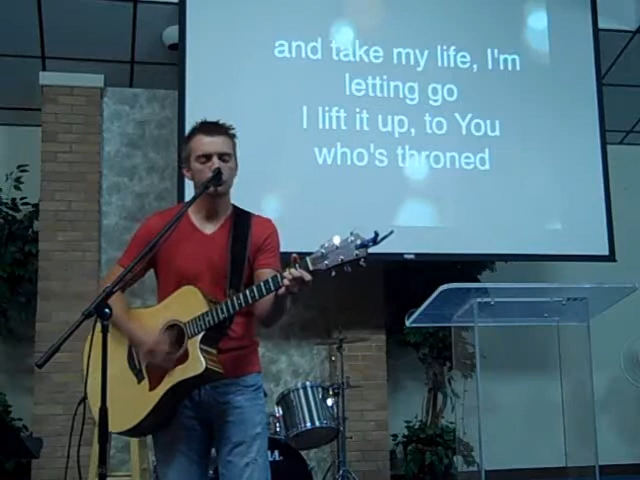 and take my life, I'm
letting go
I lift it up, to You
who's throned